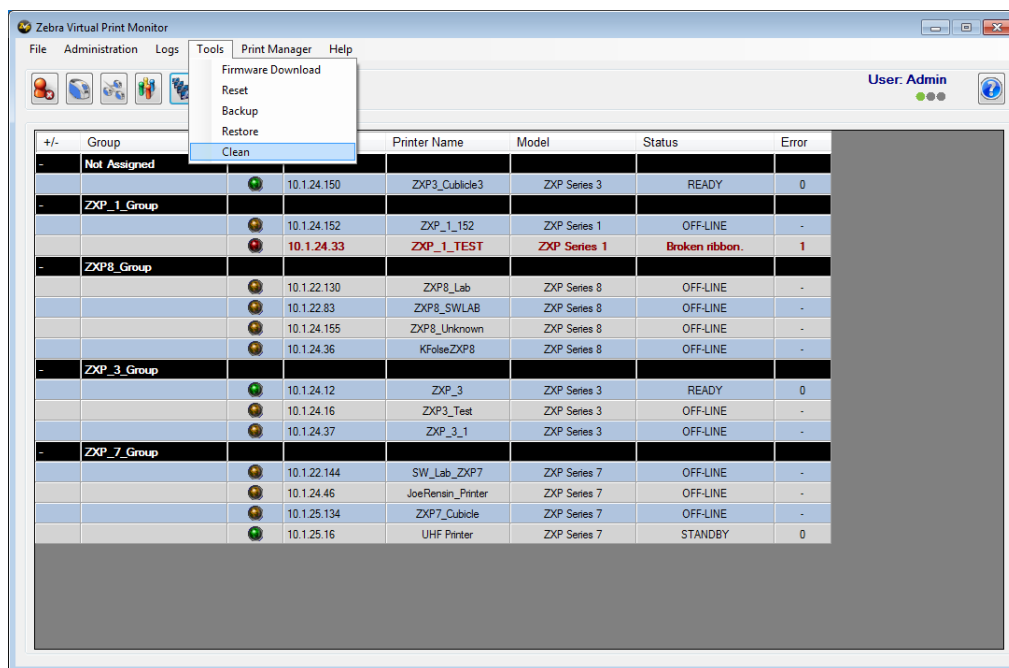 Zebra Virtual Print Monitor
File Administration Logs Tools Print Manager Help
Firmware Download
Reset
Backup
Restore
Clean
User: Admin
+/- Group Printer Name Model Status Error
- Not Assigned
10.1.24.150 ZXP3_Cublicle3 ZXP Series 3 READY 0
- ZXP_1_Group
10.1.24.152 ZXP_1_152 ZXP Series 1 OFF-LINE -
10.1.24.33 ZXP_1_TEST ZXP Series 1 Broken ribbon. 1
- ZXP8_Group
10.1.22.130 ZXP8_Lab ZXP Series 8 OFF-LINE -
10.1.22.83 ZXP8_SWLAB ZXP Series 8 OFF-LINE -
10.1.24.155 ZXP8_Unknown ZXP Series 8 OFF-LINE -
10.1.24.36 KFolseZXP8 ZXP Series 8 OFF-LINE -
- ZXP_3_Group
10.1.24.12 ZXP_3 ZXP Series 3 READY 0
10.1.24.16 ZXP3_Test ZXP Series 3 OFF-LINE -
10.1.24.37 ZXP_3_1 ZXP Series 3 OFF-LINE -
- ZXP_7_Group
10.1.22.144 SW_Lab_ZXP7 ZXP Series 7 OFF-LINE -
10.1.24.46 JoeRensin_Printer ZXP Series 7 OFF-LINE -
10.1.25.134 ZXP7_Cubicle ZXP Series 7 OFF-LINE -
10.1.25.16 UHF Printer ZXP Series 7 STANDBY 0